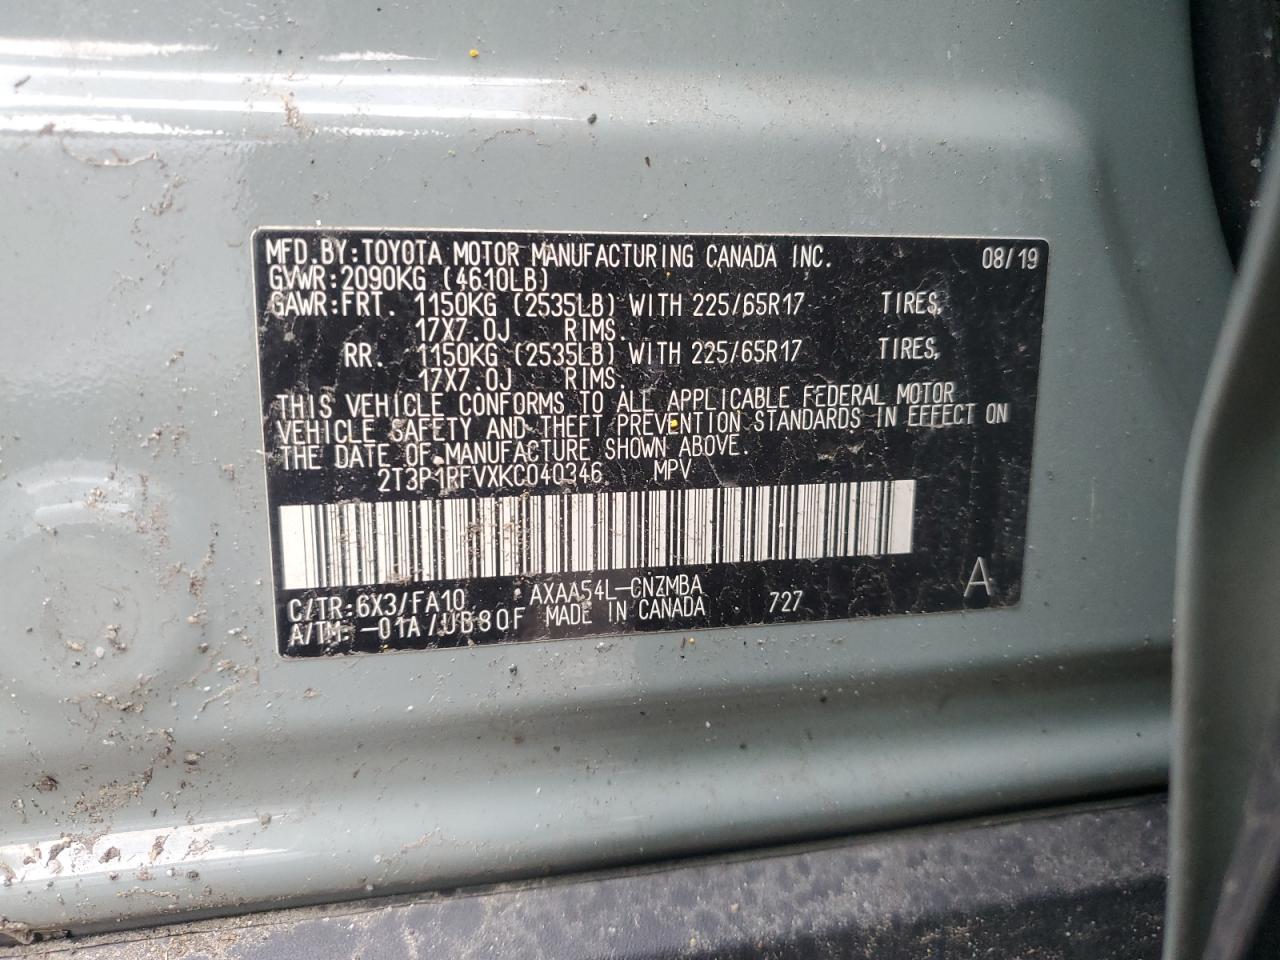 MFD.BY:TOYOTA MOTOR MANUFACTURING CANADA INC. 08/19
GVWR:2090KG (4610LB)
GAWR:FRT. 1150KG (2535LB) WITH 225/65R17 TIRES,
17X7.0J RIMS.
RR. 1150KG (2535LB) WITH 225/65R17 TIRES,
17X7.0J RIMS.
THIS VEHICLE CONFORMS TO ALL APPLICABLE FEDERAL MOTOR
VEHICLE SAFETY AND THEFT PREVENTION STANDARDS IN EFFECT ON
THE DATE OF MANUFACTURE SHOWN ABOVE.
2T3P1RFVXKC040346 MPV
C/TR:6X3/FA10 AXAA54L-CNZMBA A
A/TM:-01A/UB80F MADE IN CANADA 727